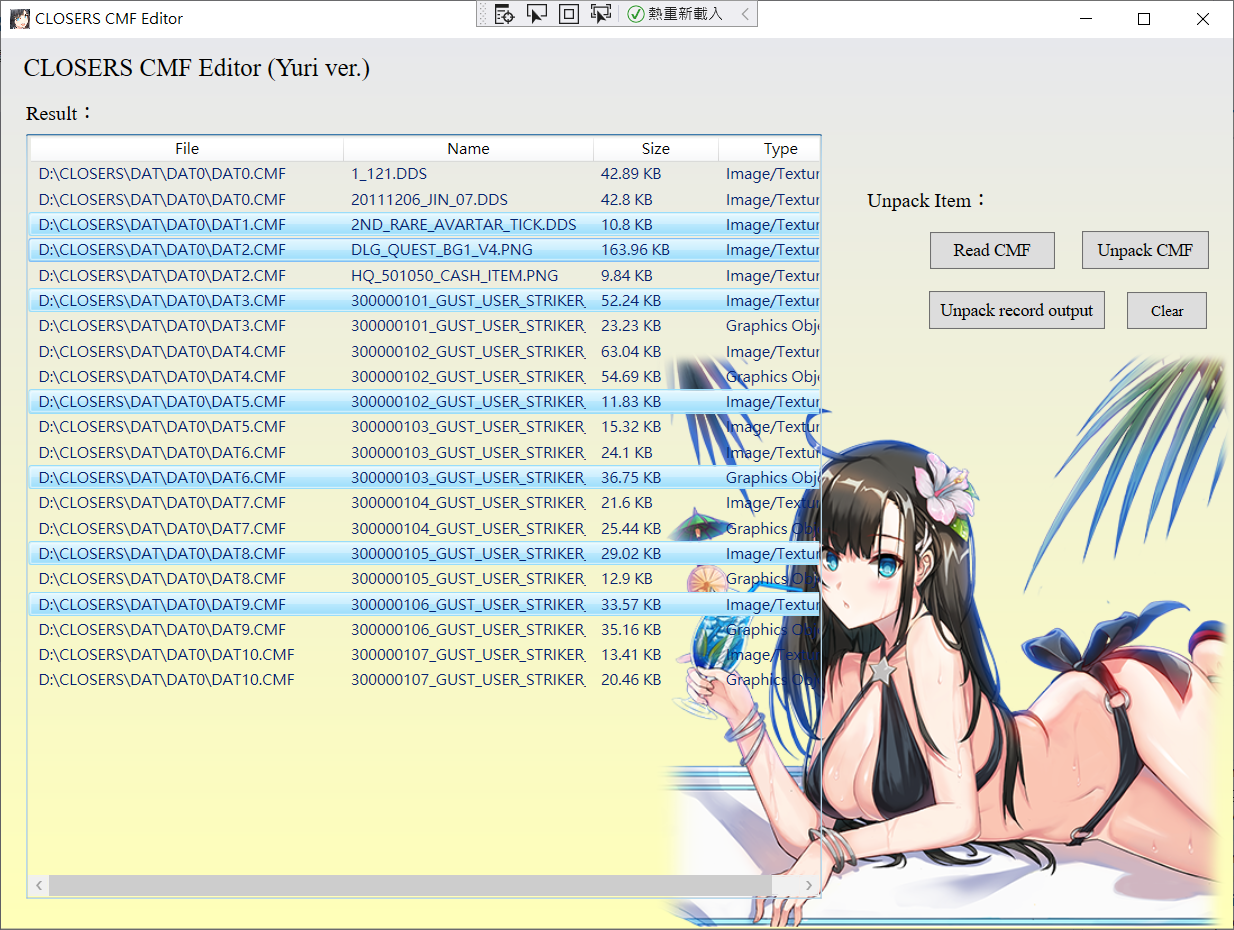 CLOSERS CMF Editor
熱重新載入
CLOSERS CMF Editor (Yuri ver.)
Result：
File Name Size Type
D:\CLOSERS\DAT\DAT0\DAT0.CMF 1_121.DDS 42.89 KB Image/Textur
D:\CLOSERS\DAT\DAT0\DAT0.CMF 20111206_JIN_07.DDS 42.8 KB Image/Textur
D:\CLOSERS\DAT\DAT0\DAT1.CMF 2ND_RARE_AVARTAR_TICK.DDS 10.8 KB Image/Textur
D:\CLOSERS\DAT\DAT0\DAT2.CMF DLG_QUEST_BG1_V4.PNG 163.96 KB Image/Textur
D:\CLOSERS\DAT\DAT0\DAT2.CMF HQ_501050_CASH_ITEM.PNG 9.84 KB Image/Textur
D:\CLOSERS\DAT\DAT0\DAT3.CMF 300000101_GUST_USER_STRIKER_ 52.24 KB Image/Textur
D:\CLOSERS\DAT\DAT0\DAT3.CMF 300000101_GUST_USER_STRIKER_ 23.23 KB Graphics Obj
D:\CLOSERS\DAT\DAT0\DAT4.CMF 300000102_GUST_USER_STRIKER_ 63.04 KB Image/Textur
D:\CLOSERS\DAT\DAT0\DAT4.CMF 300000102_GUST_USER_STRIKER_ 54.69 KB Graphics Obj
D:\CLOSERS\DAT\DAT0\DAT5.CMF 300000102_GUST_USER_STRIKER_ 11.83 KB Image/Textur
D:\CLOSERS\DAT\DAT0\DAT5.CMF 300000103_GUST_USER_STRIKER_ 15.32 KB Image/Textur
D:\CLOSERS\DAT\DAT0\DAT6.CMF 300000103_GUST_USER_STRIKER_ 24.1 KB Image/Textur
D:\CLOSERS\DAT\DAT0\DAT6.CMF 300000103_GUST_USER_STRIKER_ 36.75 KB Graphics Obj
D:\CLOSERS\DAT\DAT0\DAT7.CMF 300000104_GUST_USER_STRIKER_ 21.6 KB Image/Textur
D:\CLOSERS\DAT\DAT0\DAT7.CMF 300000104_GUST_USER_STRIKER_ 25.44 KB Graphics Obj
D:\CLOSERS\DAT\DAT0\DAT8.CMF 300000105_GUST_USER_STRIKER_ 29.02 KB Image/Textur
D:\CLOSERS\DAT\DAT0\DAT8.CMF 300000105_GUST_USER_STRIKER_ 12.9 KB Graphics Obj
D:\CLOSERS\DAT\DAT0\DAT9.CMF 300000106_GUST_USER_STRIKER_ 33.57 KB Image/Textur
D:\CLOSERS\DAT\DAT0\DAT9.CMF 300000106_GUST_USER_STRIKER_ 35.16 KB Graphics Obj
D:\CLOSERS\DAT\DAT0\DAT10.CMF 300000107_GUST_USER_STRIKER_ 13.41 KB Image/Textur
D:\CLOSERS\DAT\DAT0\DAT10.CMF 300000107_GUST_USER_STRIKER_ 20.46 KB Graphics Obj
Unpack Item：
Read CMF Unpack CMF
Unpack record output Clear